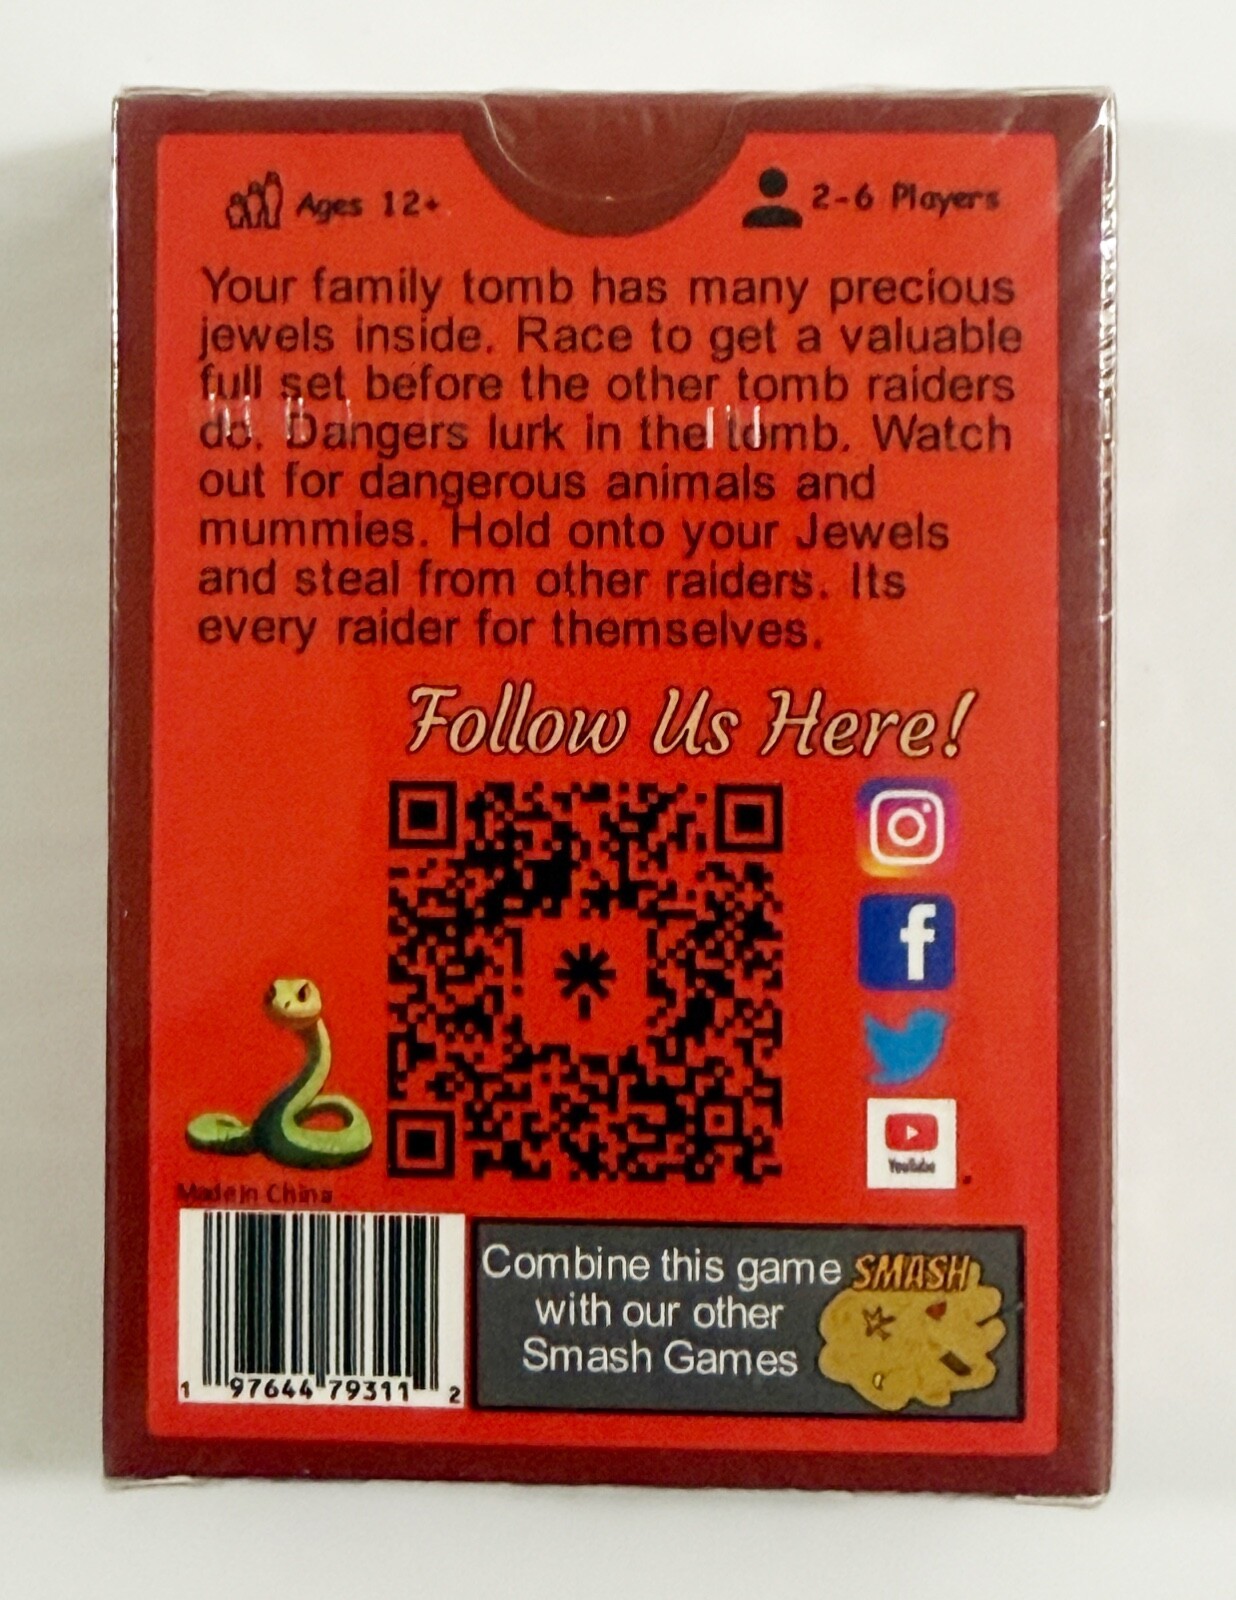 Ages 12+
2-6 Players
Your family tomb has many precious
jewels inside. Race to get a valuable
full set before the other tomb raiders
do. Dangers lurk in the tomb. Watch
out for dangerous animals and
mummies. Hold onto your Jewels
and steal from other raiders. Its
every raider for themselves.
Follow Us Here!
f
YouTube
Made in China
1 97644 79311 2
Combine this game
with our other
Smash Games
SMASH